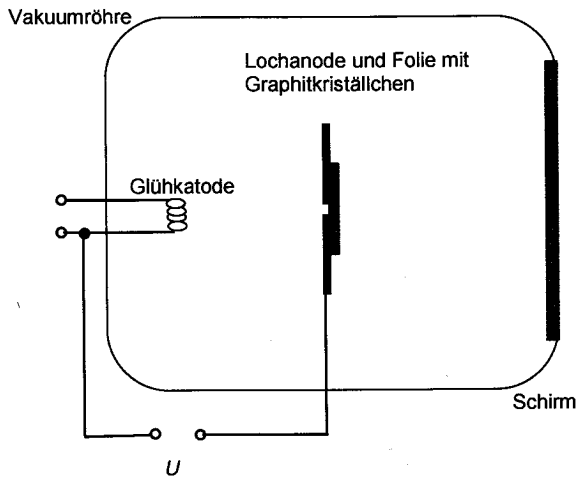 Vakuumröhre
Lochanode und Folie mit
Graphitkriställchen
Glühkatode
Schirm
U